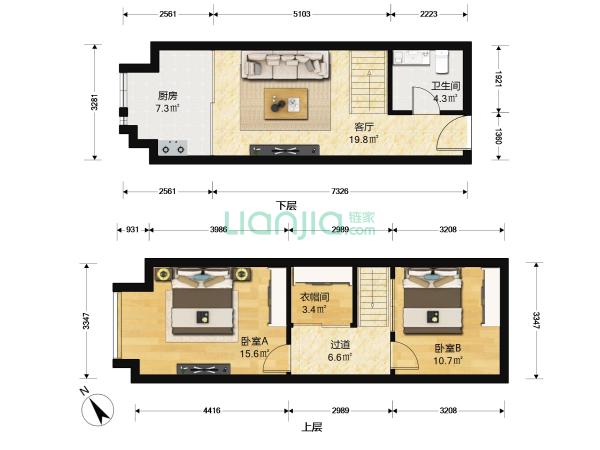 2561 5103 2223
3281
厨房
7.3㎡
客厅
19.8㎡
卫生间
4.3㎡
1921
1360
2561 7326
下层
Lianjia 链家
931 3986 2989 3208
3347
卧室A
15.6㎡
衣帽间
3.4㎡
过道
6.6㎡
卧室B
10.7㎡
3347
N
4416 2989 3208
上层